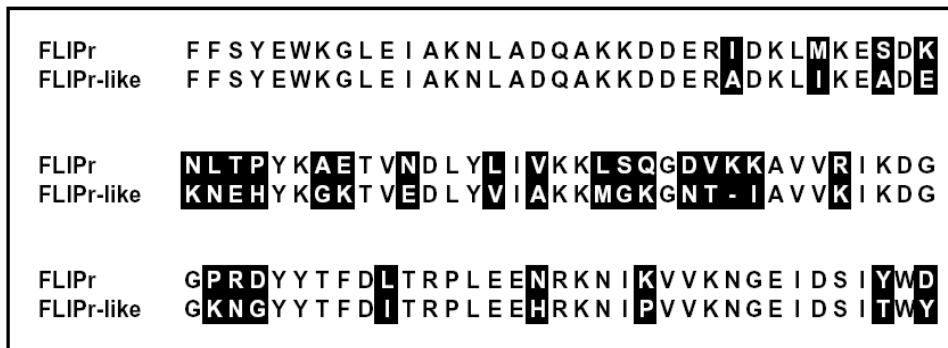 FLIPr FFSYEWKGLEIAKNLADQAKKDDERIDKLMKESDK
FLIPr-like FFSYEWKGLEIAKNLADQAKKDDERADKLIKEADE
FLIPr NLTPYKAETVNDLYLIVKKLSQGDVKKAVVRIKDG
FLIPr-like KNEHYKGKTVEDLYVIAKKMGKGNT-IAVVKIKDG
FLIPr GPRDYYTFDLTRPLEENRKNIKVVKNGEIDSIYWD
FLIPr-like GKNGYYTFDITRPLEEHRKNIPVVKNGEIDSITWY